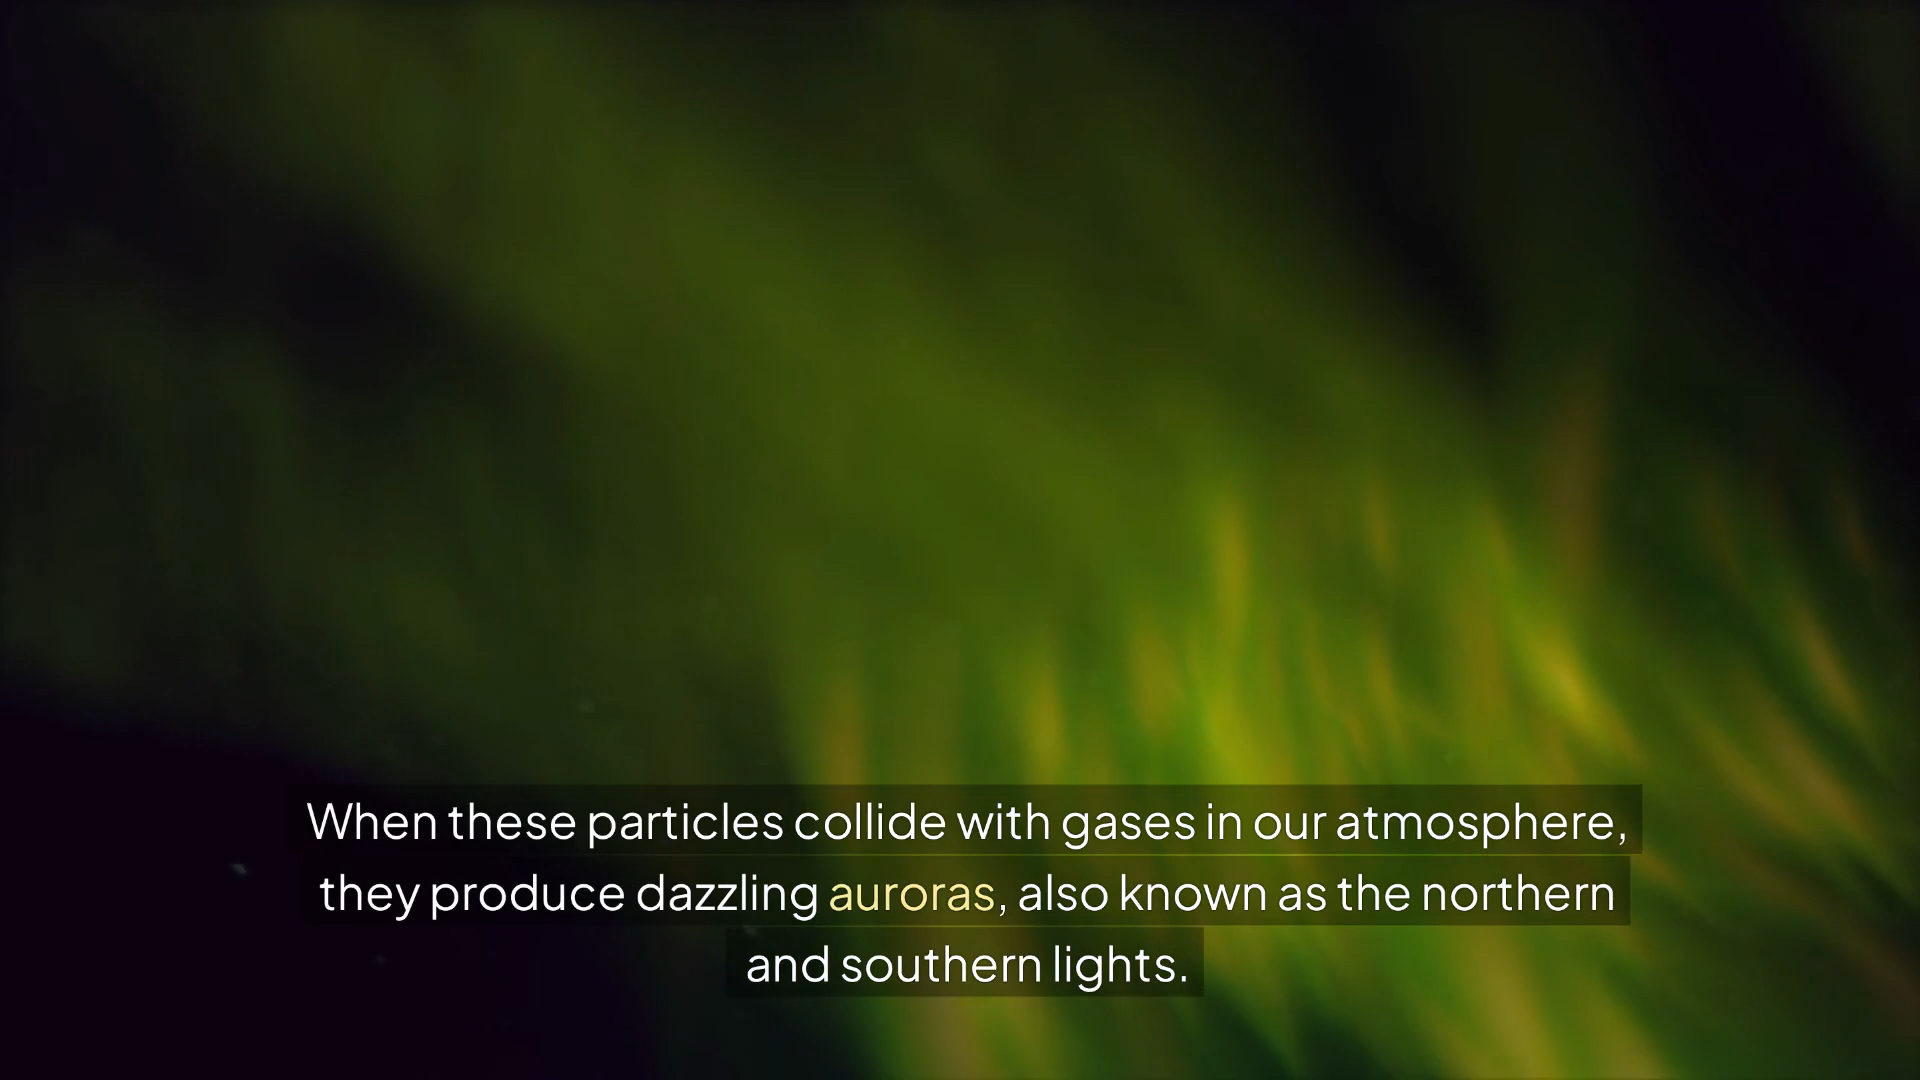 When these particles collide with gases in our atmosphere,
they produce dazzling auroras, also known as the northern
and southern lights.